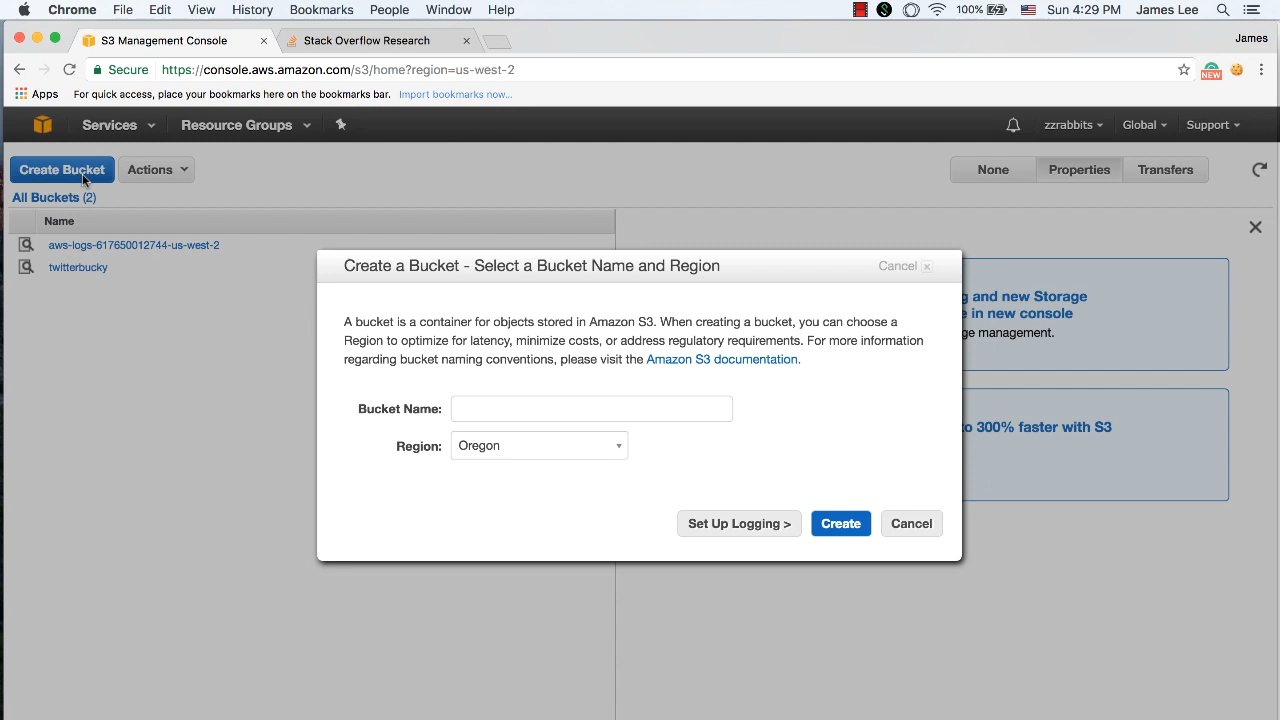 Chrome File Edit View History Bookmarks People Window Help 100% Sun 4:29 PM James Lee
S3 Management Console Stack Overflow Research James
Secure https://console.aws.amazon.com/s3/home?region=us-west-2 NEW
Apps For quick access, place your bookmarks here on the bookmarks bar. Import bookmarks now...
Services Resource Groups zzrabbits Global Support
Create Bucket Actions None Properties Transfers
All Buckets (2)
Name
aws-logs-617650012744-us-west-2
twitterbucky
Create a Bucket - Select a Bucket Name and Region Cancel x
A bucket is a container for objects stored in Amazon S3. When creating a bucket, you can choose a
Region to optimize for latency, minimize costs, or address regulatory requirements. For more information
regarding bucket naming conventions, please visit the Amazon S3 documentation.
Bucket Name:
Region: Oregon
Set Up Logging > Create Cancel
g and new Storage
e in new console
ge management.
to 300% faster with S3